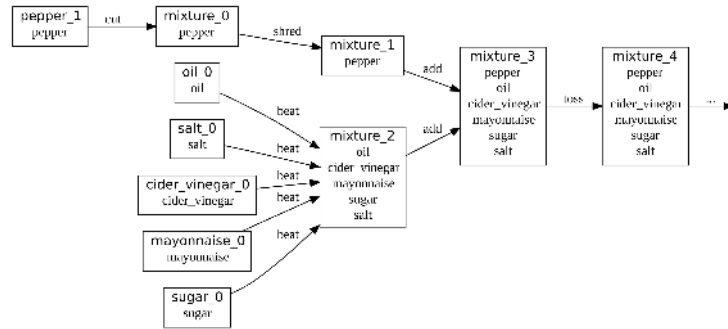 pepper_1
pepper
cut
mixture_0
pepper
shred
mixture_1
pepper
add
oil_0
oil
beat
salt_0
salt
beat
cider_vinegar_0
cider_vinegar
beat
mayonnaise_0
mayonnaise
beat
sugar_0
sugar
beat
mixture_2
oil
cider_vinegar
mayonnaise
sugar
salt
add
mixture_3
pepper
oil
cider_vinegar
mayonnaise
sugar
salt
toss
mixture_4
pepper
oil
cider_vinegar
mayonnaise
sugar
salt
...